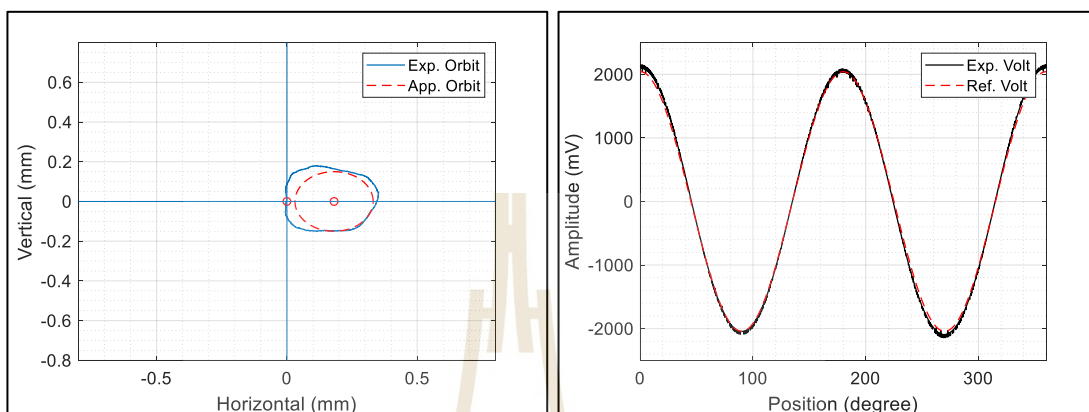 Exp. Orbit
App. Orbit
0.6
0.4
0.2
0
-0.2
-0.4
-0.6
-0.8
-0.5
0
0.5
Vertical (mm)
Horizontal (mm)
Exp. Volt
Ref. Volt
2000
1000
0
-1000
-2000
0
100
200
300
Amplitude (mV)
Position (degree)